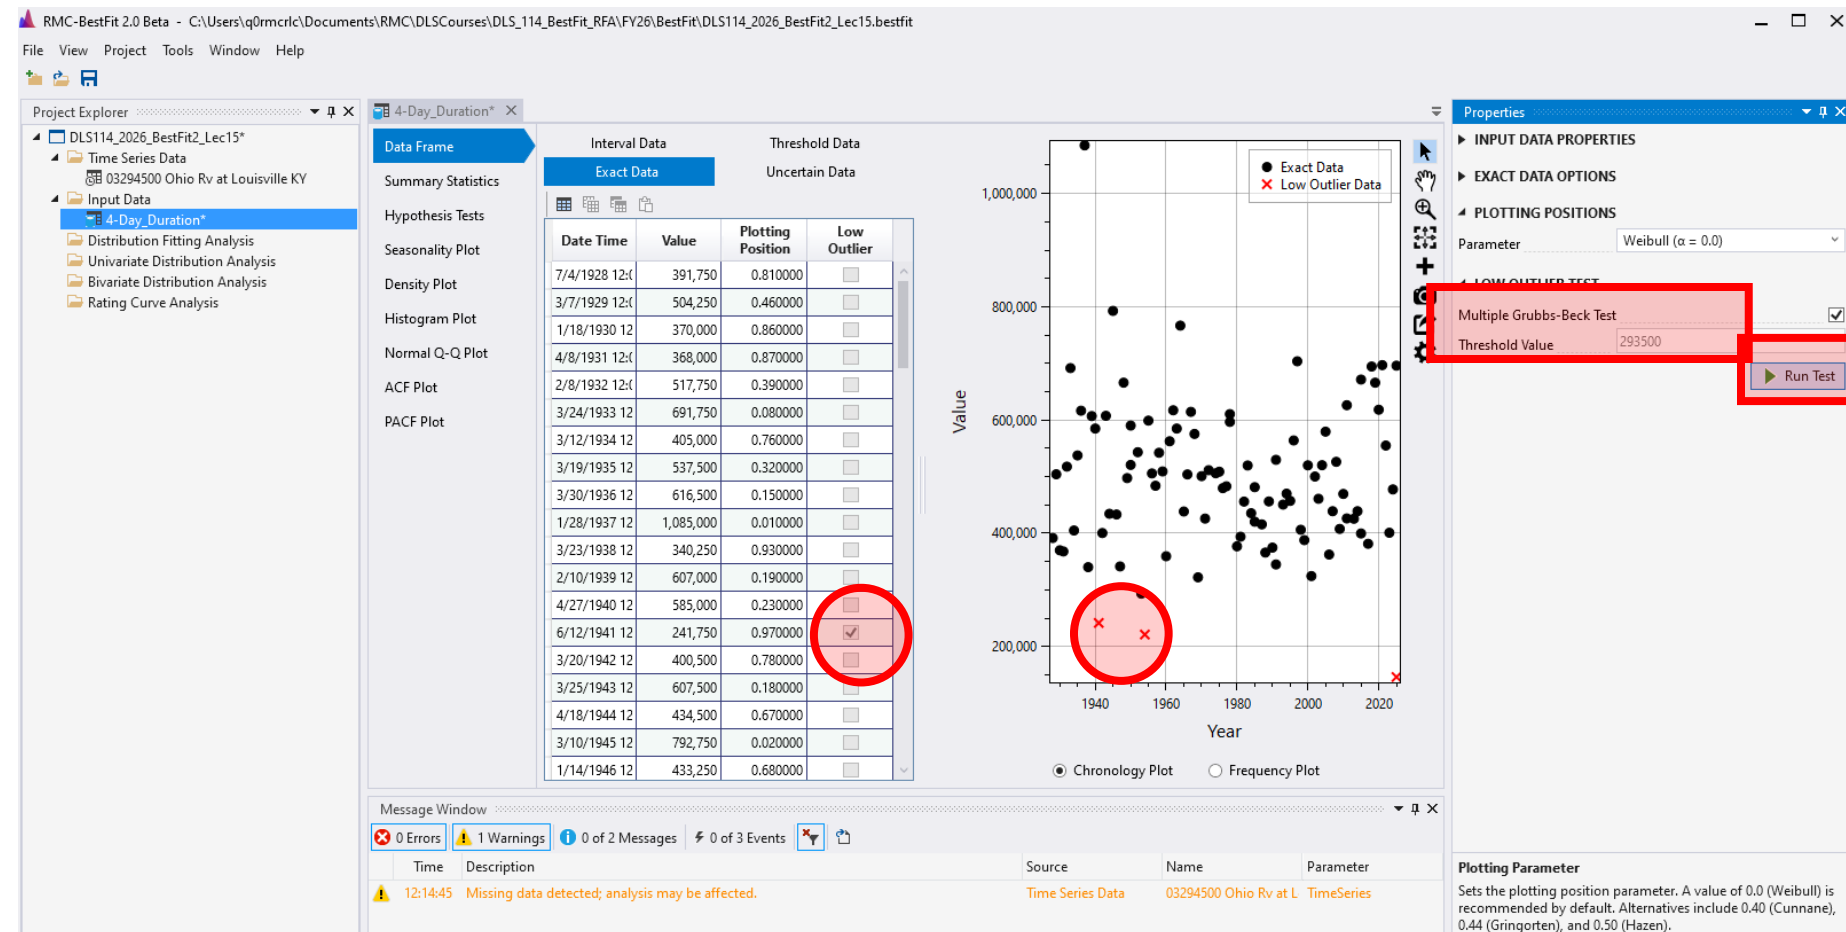 RMC-BestFit 2.0 Beta - C:\Users\q0rmcrlc\Documents\RMC\DLSCourses\DLS_114_BestFit_RFA\FY26\BestFit\DLS114_2026_BestFit2_Lec15.bestfit
File View Project Tools Window Help
Project Explorer
DLS114_2026_BestFit2_Lec15*
Time Series Data
03294500 Ohio Rv at Louisville KY
Input Data
4-Day_Duration*
Distribution Fitting Analysis
Univariate Distribution Analysis
Bivariate Distribution Analysis
Rating Curve Analysis
4-Day_Duration*
Data Frame
Summary Statistics
Hypothesis Tests
Seasonality Plot
Density Plot
Histogram Plot
Normal Q-Q Plot
ACF Plot
PACF Plot
Interval Data Threshold Data
Exact Data Uncertain Data
Date Time Value Plotting Position Low Outlier
7/4/1928 12:( 391,750 0.810000
3/7/1929 12:( 504,250 0.460000
1/18/1930 12 370,000 0.860000
4/8/1931 12:( 368,000 0.870000
2/8/1932 12:( 517,750 0.390000
3/24/1933 12 691,750 0.080000
3/12/1934 12 405,000 0.760000
3/19/1935 12 537,500 0.320000
3/30/1936 12 616,500 0.150000
1/28/1937 12 1,085,000 0.010000
3/23/1938 12 340,250 0.930000
2/10/1939 12 607,000 0.190000
4/27/1940 12 585,000 0.230000
6/12/1941 12 241,750 0.970000
3/20/1942 12 400,500 0.780000
3/25/1943 12 607,500 0.180000
4/18/1944 12 434,500 0.670000
3/10/1945 12 792,750 0.020000
1/14/1946 12 433,250 0.680000
Exact Data
Low Outlier Data
1,000,000
800,000
600,000
400,000
200,000
Value
1940 1960 1980 2000 2020
Year
Chronology Plot Frequency Plot
Properties
INPUT DATA PROPERTIES
EXACT DATA OPTIONS
PLOTTING POSITIONS
Parameter Weibull (α = 0.0)
LOW OUTLIER TEST
Multiple Grubbs-Beck Test
Threshold Value 293500
Run Test
Message Window
0 Errors 1 Warnings 0 of 2 Messages 0 of 3 Events
Time Description Source Name Parameter
12:14:45 Missing data detected; analysis may be affected. Time Series Data 03294500 Ohio Rv at L TimeSeries
Plotting Parameter
Sets the plotting position parameter. A value of 0.0 (Weibull) is
recommended by default. Alternatives include 0.40 (Cunnane),
0.44 (Gringorten), and 0.50 (Hazen).